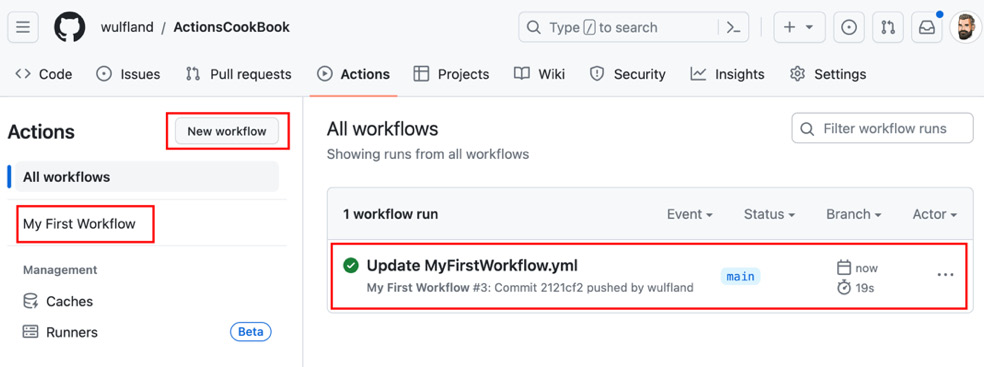 wulfland / ActionsCookBook
Type / to search
Code Issues Pull requests Actions Projects Wiki Security Insights Settings
Actions
New workflow
All workflows
My First Workflow
Management
Caches
Runners Beta
All workflows
Filter workflow runs
Showing runs from all workflows
1 workflow run Event Status Branch Actor
Update MyFirstWorkflow.yml
My First Workflow #3: Commit 2121cf2 pushed by wulfland
main
now
19s